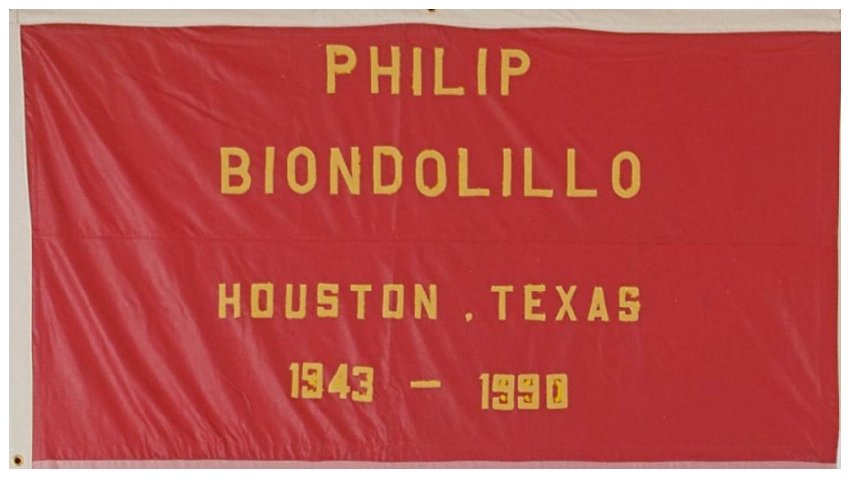 PHILIP
BIONDOLILLO
HOUSTON, TEXAS
1943 — 1990